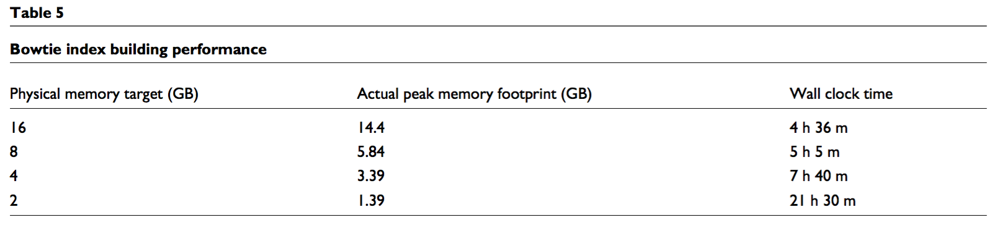 Table 5
Bowtie index building performance
Physical memory target (GB) Actual peak memory footprint (GB) Wall clock time
16 14.4 4 h 36 m
8 5.84 5 h 5 m
4 3.39 7 h 40 m
2 1.39 21 h 30 m